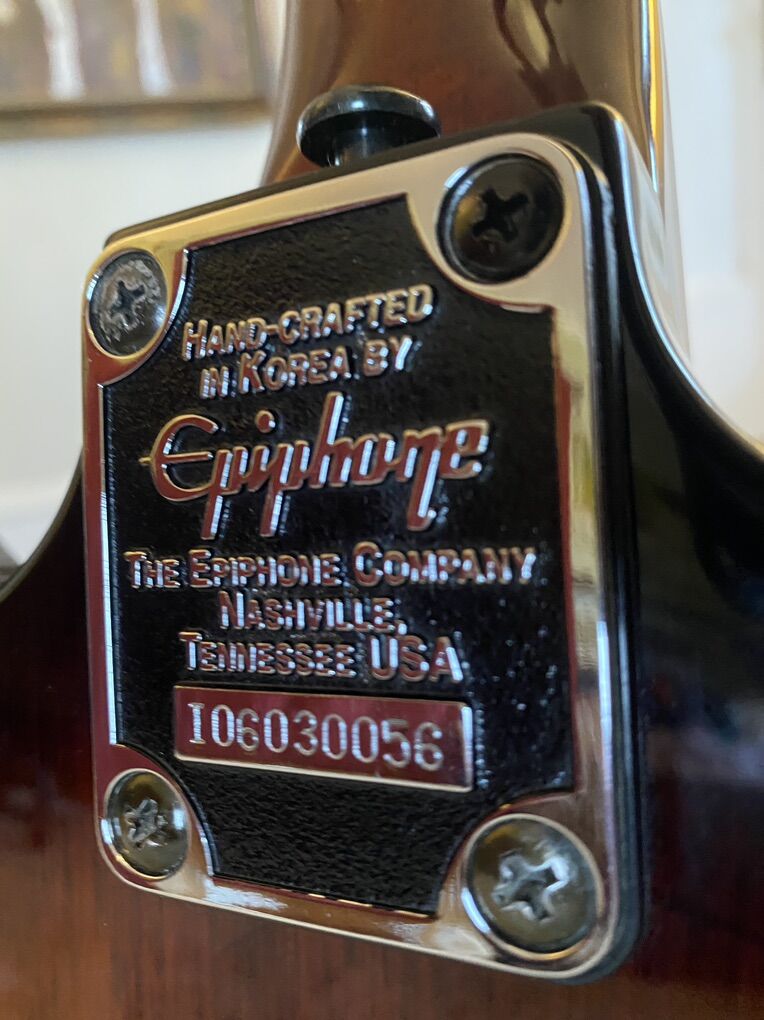 HAND-CRAFTED
IN KOREA BY
Epiphone
THE EPIPHONE COMPANY
NASHVILLE,
TENNESSEE USA
I06030056